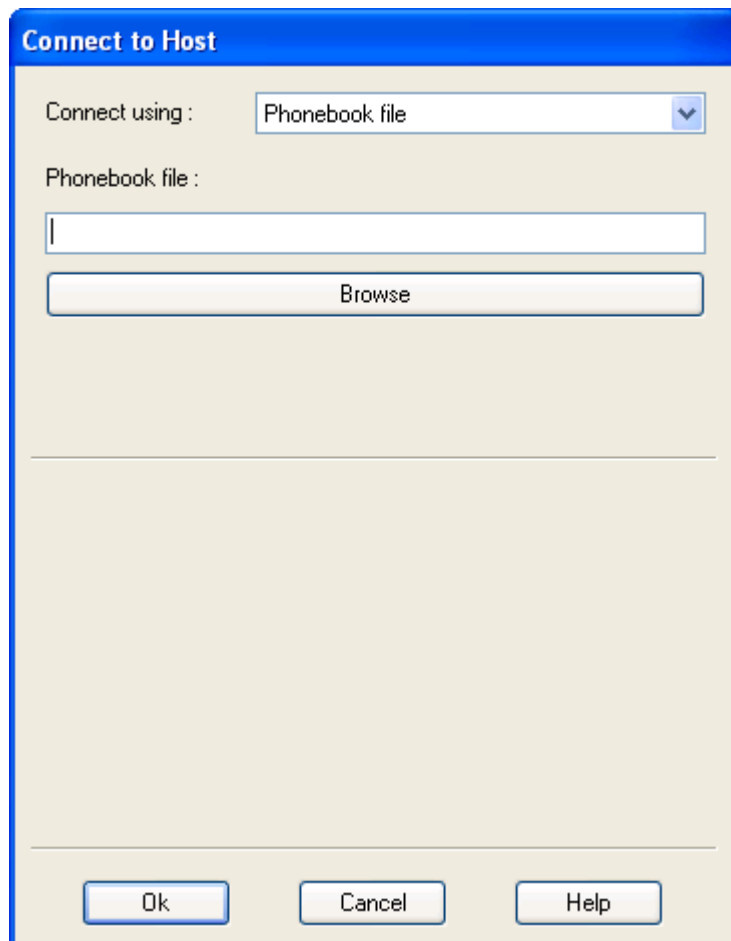 Connect to Host
Connect using : Phonebook file
Phonebook file :
Browse
Ok Cancel Help